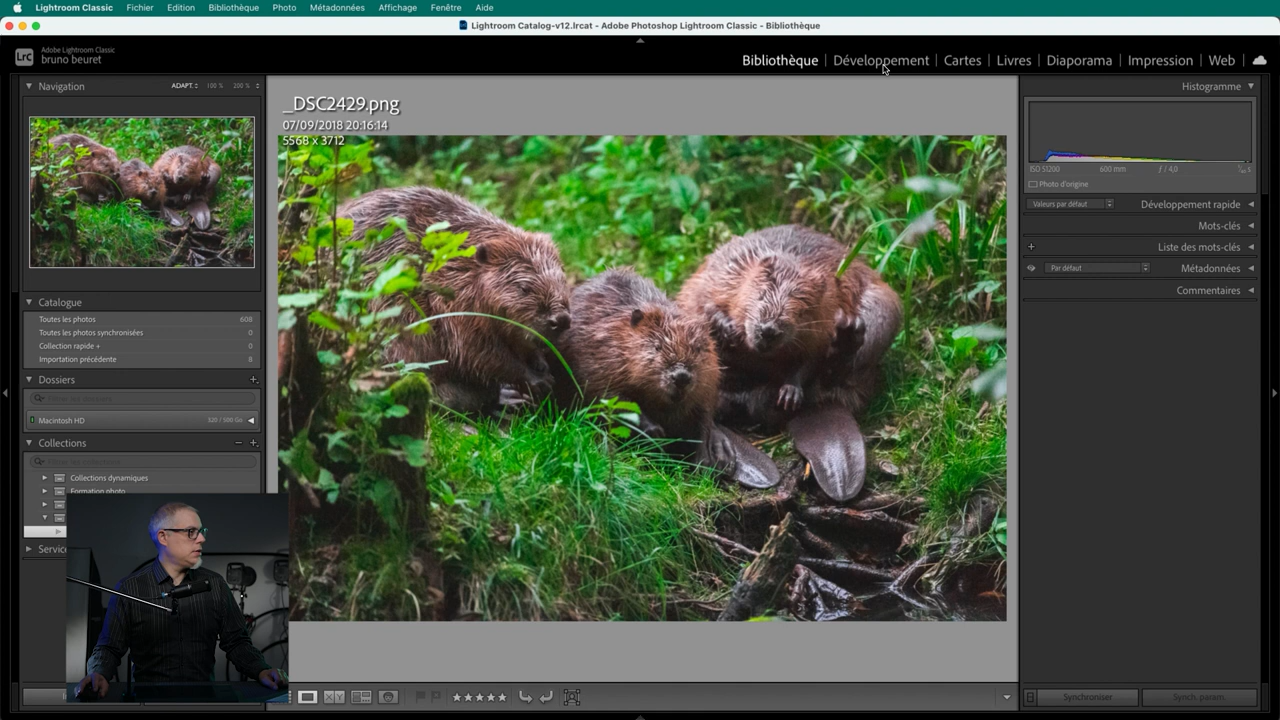 Lightroom Classic Fichier Edition Bibliothèque Photo Métadonnées Affichage Fenêtre Aide
Lightroom Catalog-v12.lrcat - Adobe Photoshop Lightroom Classic - Bibliothèque
Lrc
Adobe Lightroom Classic
bruno beuret
Bibliothèque | Développement | Cartes | Livres | Diaporama | Impression | Web
Navigation ADAPT. 100 % 200 %
Histogramme
_DSC2429.png
07/09/2018 20:16:14
5568 x 3712
ISO 51200 600 mm ƒ / 4,0
Photo d'origine
Valeurs par défaut Développement rapide
Mots-clés
+ Liste des mots-clés
Par défaut Métadonnées
Commentaires
Catalogue
Toutes les photos 608
Toutes les photos synchronisées 0
Collection rapide + 0
Importation précédente 8
Dossiers +
Macintosh HD 320 / 500 Go
Collections − +
Collections dynamiques
Formation photo
Service
X Y
Synchroniser Synch. param.